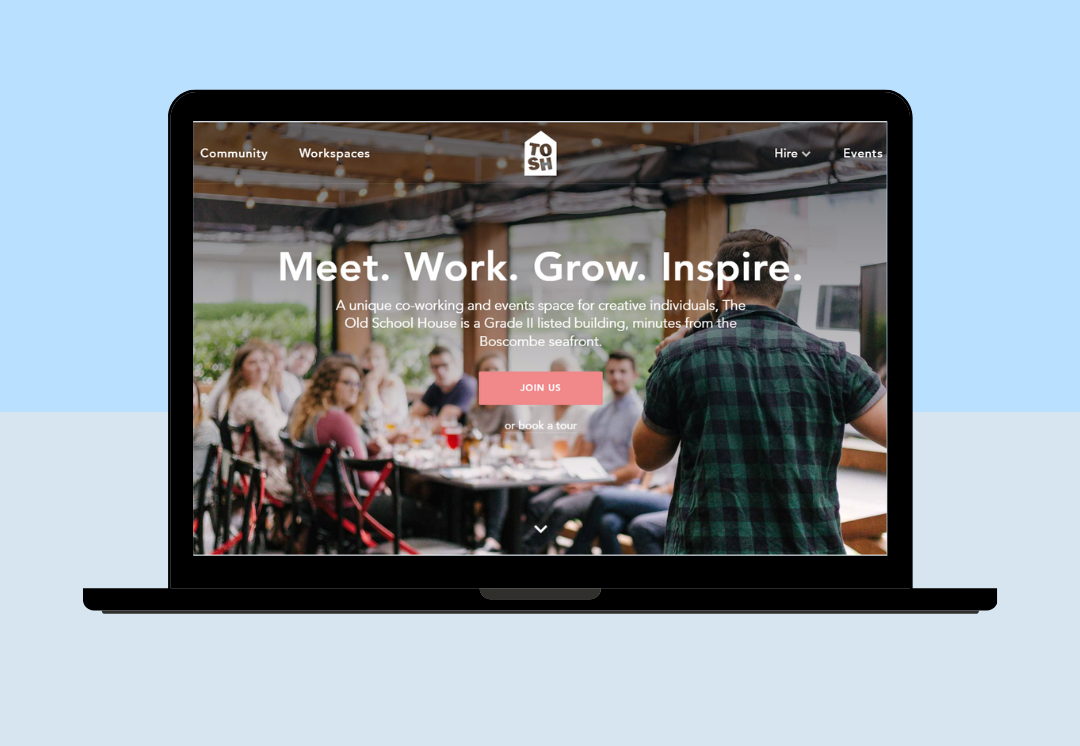 Community
Workspaces
TO
SH
Hire
Events
Meet. Work. Grow. Inspire.
A unique co-working and events space for creative individuals, The
Old School House is a Grade II listed building, minutes from the
Boscombe seafront.
JOIN US
or book a tour